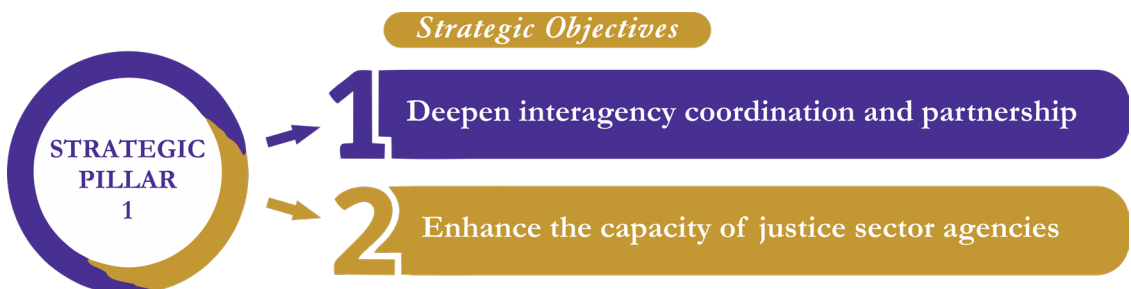 Strategic Objectives
STRATEGIC
PILLAR
1
1 Deepen interagency coordination and partnership
2 Enhance the capacity of justice sector agencies